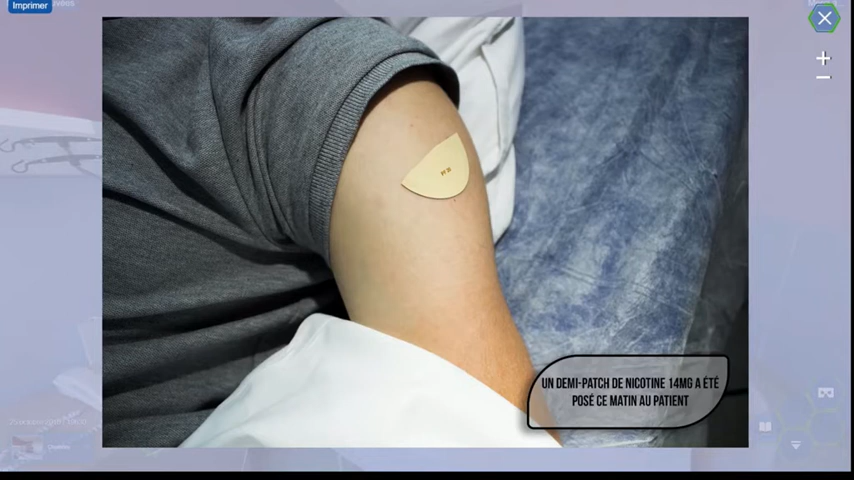 Imprimer
UN DEMI-PATCH DE NICOTINE 14MG A ÉTÉ
POSÉ CE MATIN AU PATIENT